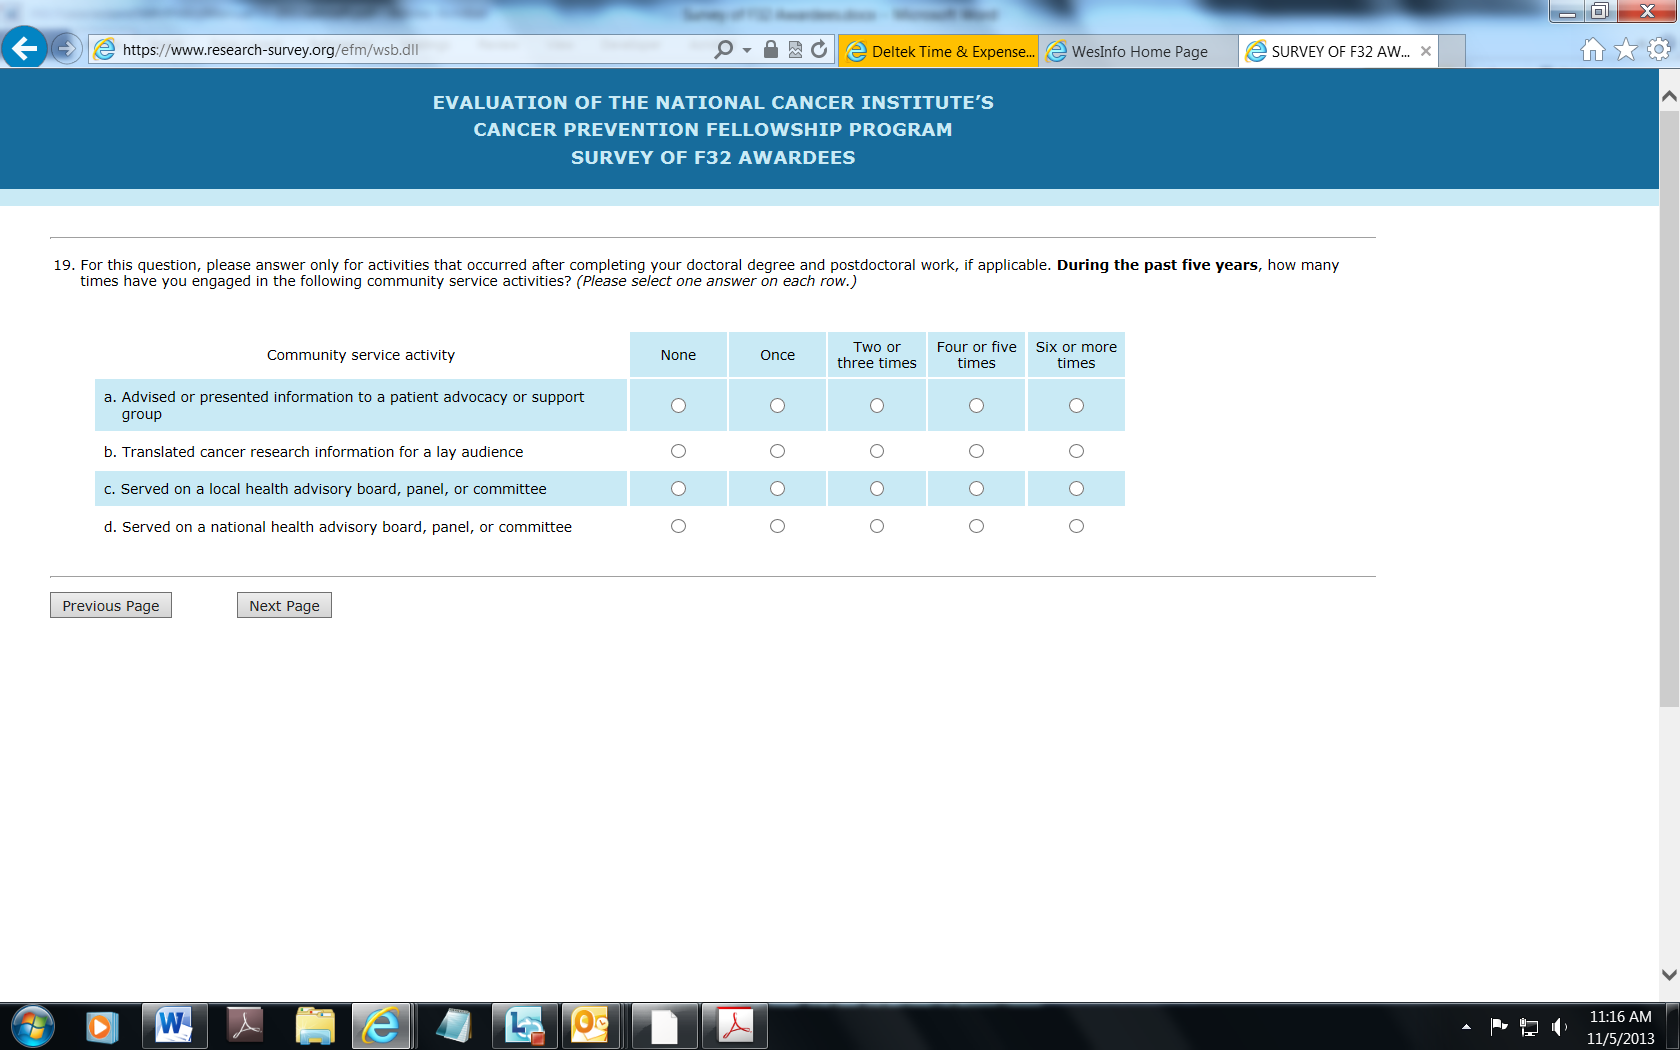 Survey of F32 Awardees.docx - Microsoft Word
https://www.research-survey.org/efm/wsb.dll
Deltek Time & Expense...
WesInfo Home Page
SURVEY OF F32 AW...
EVALUATION OF THE NATIONAL CANCER INSTITUTE'S
CANCER PREVENTION FELLOWSHIP PROGRAM
SURVEY OF F32 AWARDEES
19. For this question, please answer only for activities that occurred after completing your doctoral degree and postdoctoral work, if applicable. During the past five years, how many
times have you engaged in the following community service activities? (Please select one answer on each row.)
Community service activity
None
Once
Two or
three times
Four or five
times
Six or more
times
a. Advised or presented information to a patient advocacy or support
group
b. Translated cancer research information for a lay audience
c. Served on a local health advisory board, panel, or committee
d. Served on a national health advisory board, panel, or committee
Previous Page
Next Page
11:16 AM
11/5/2013